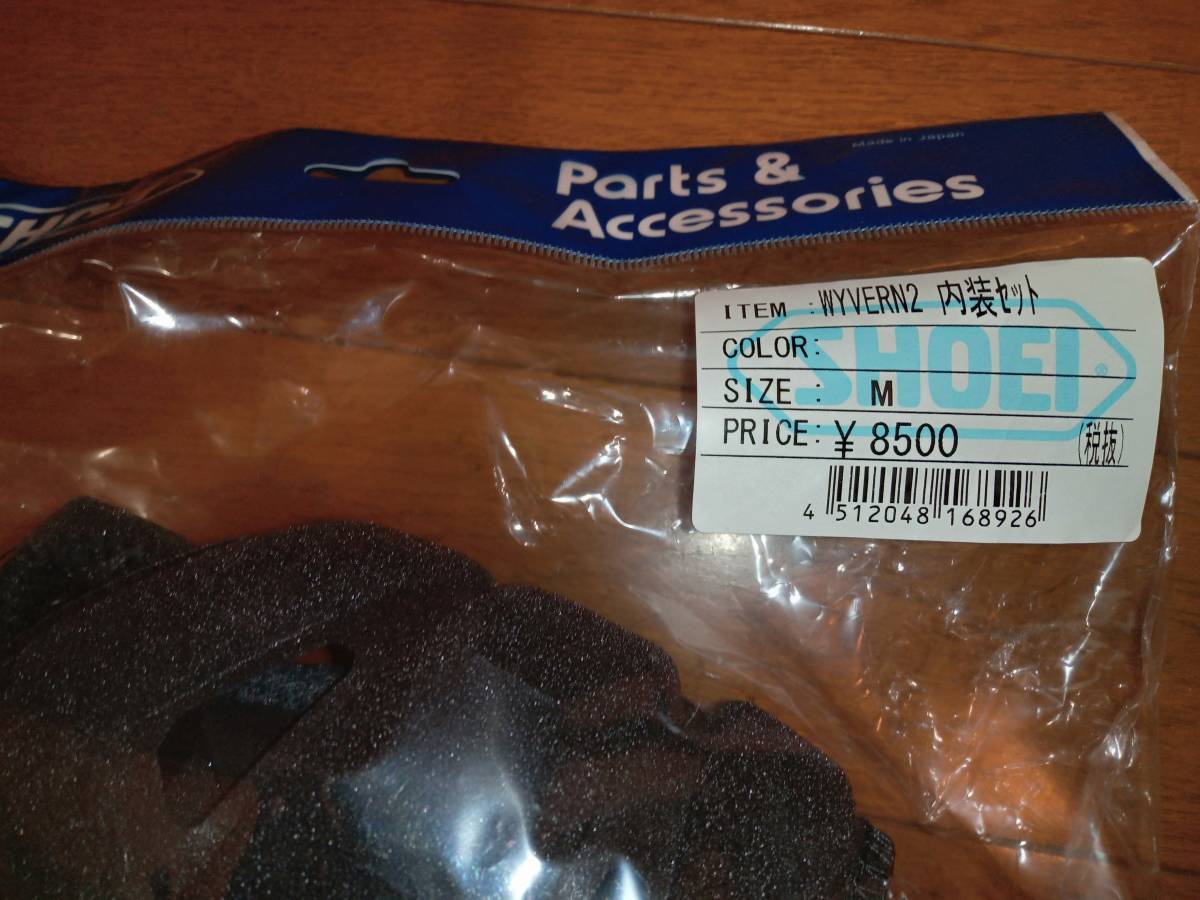 Made in Japan
Parts &
Accessories
ITEM :WYVERN2 内装ｾｯﾄ
COLOR:
SHOEI®
SIZE : M
PRICE:¥ 8500 (税抜)
4 512048 168926